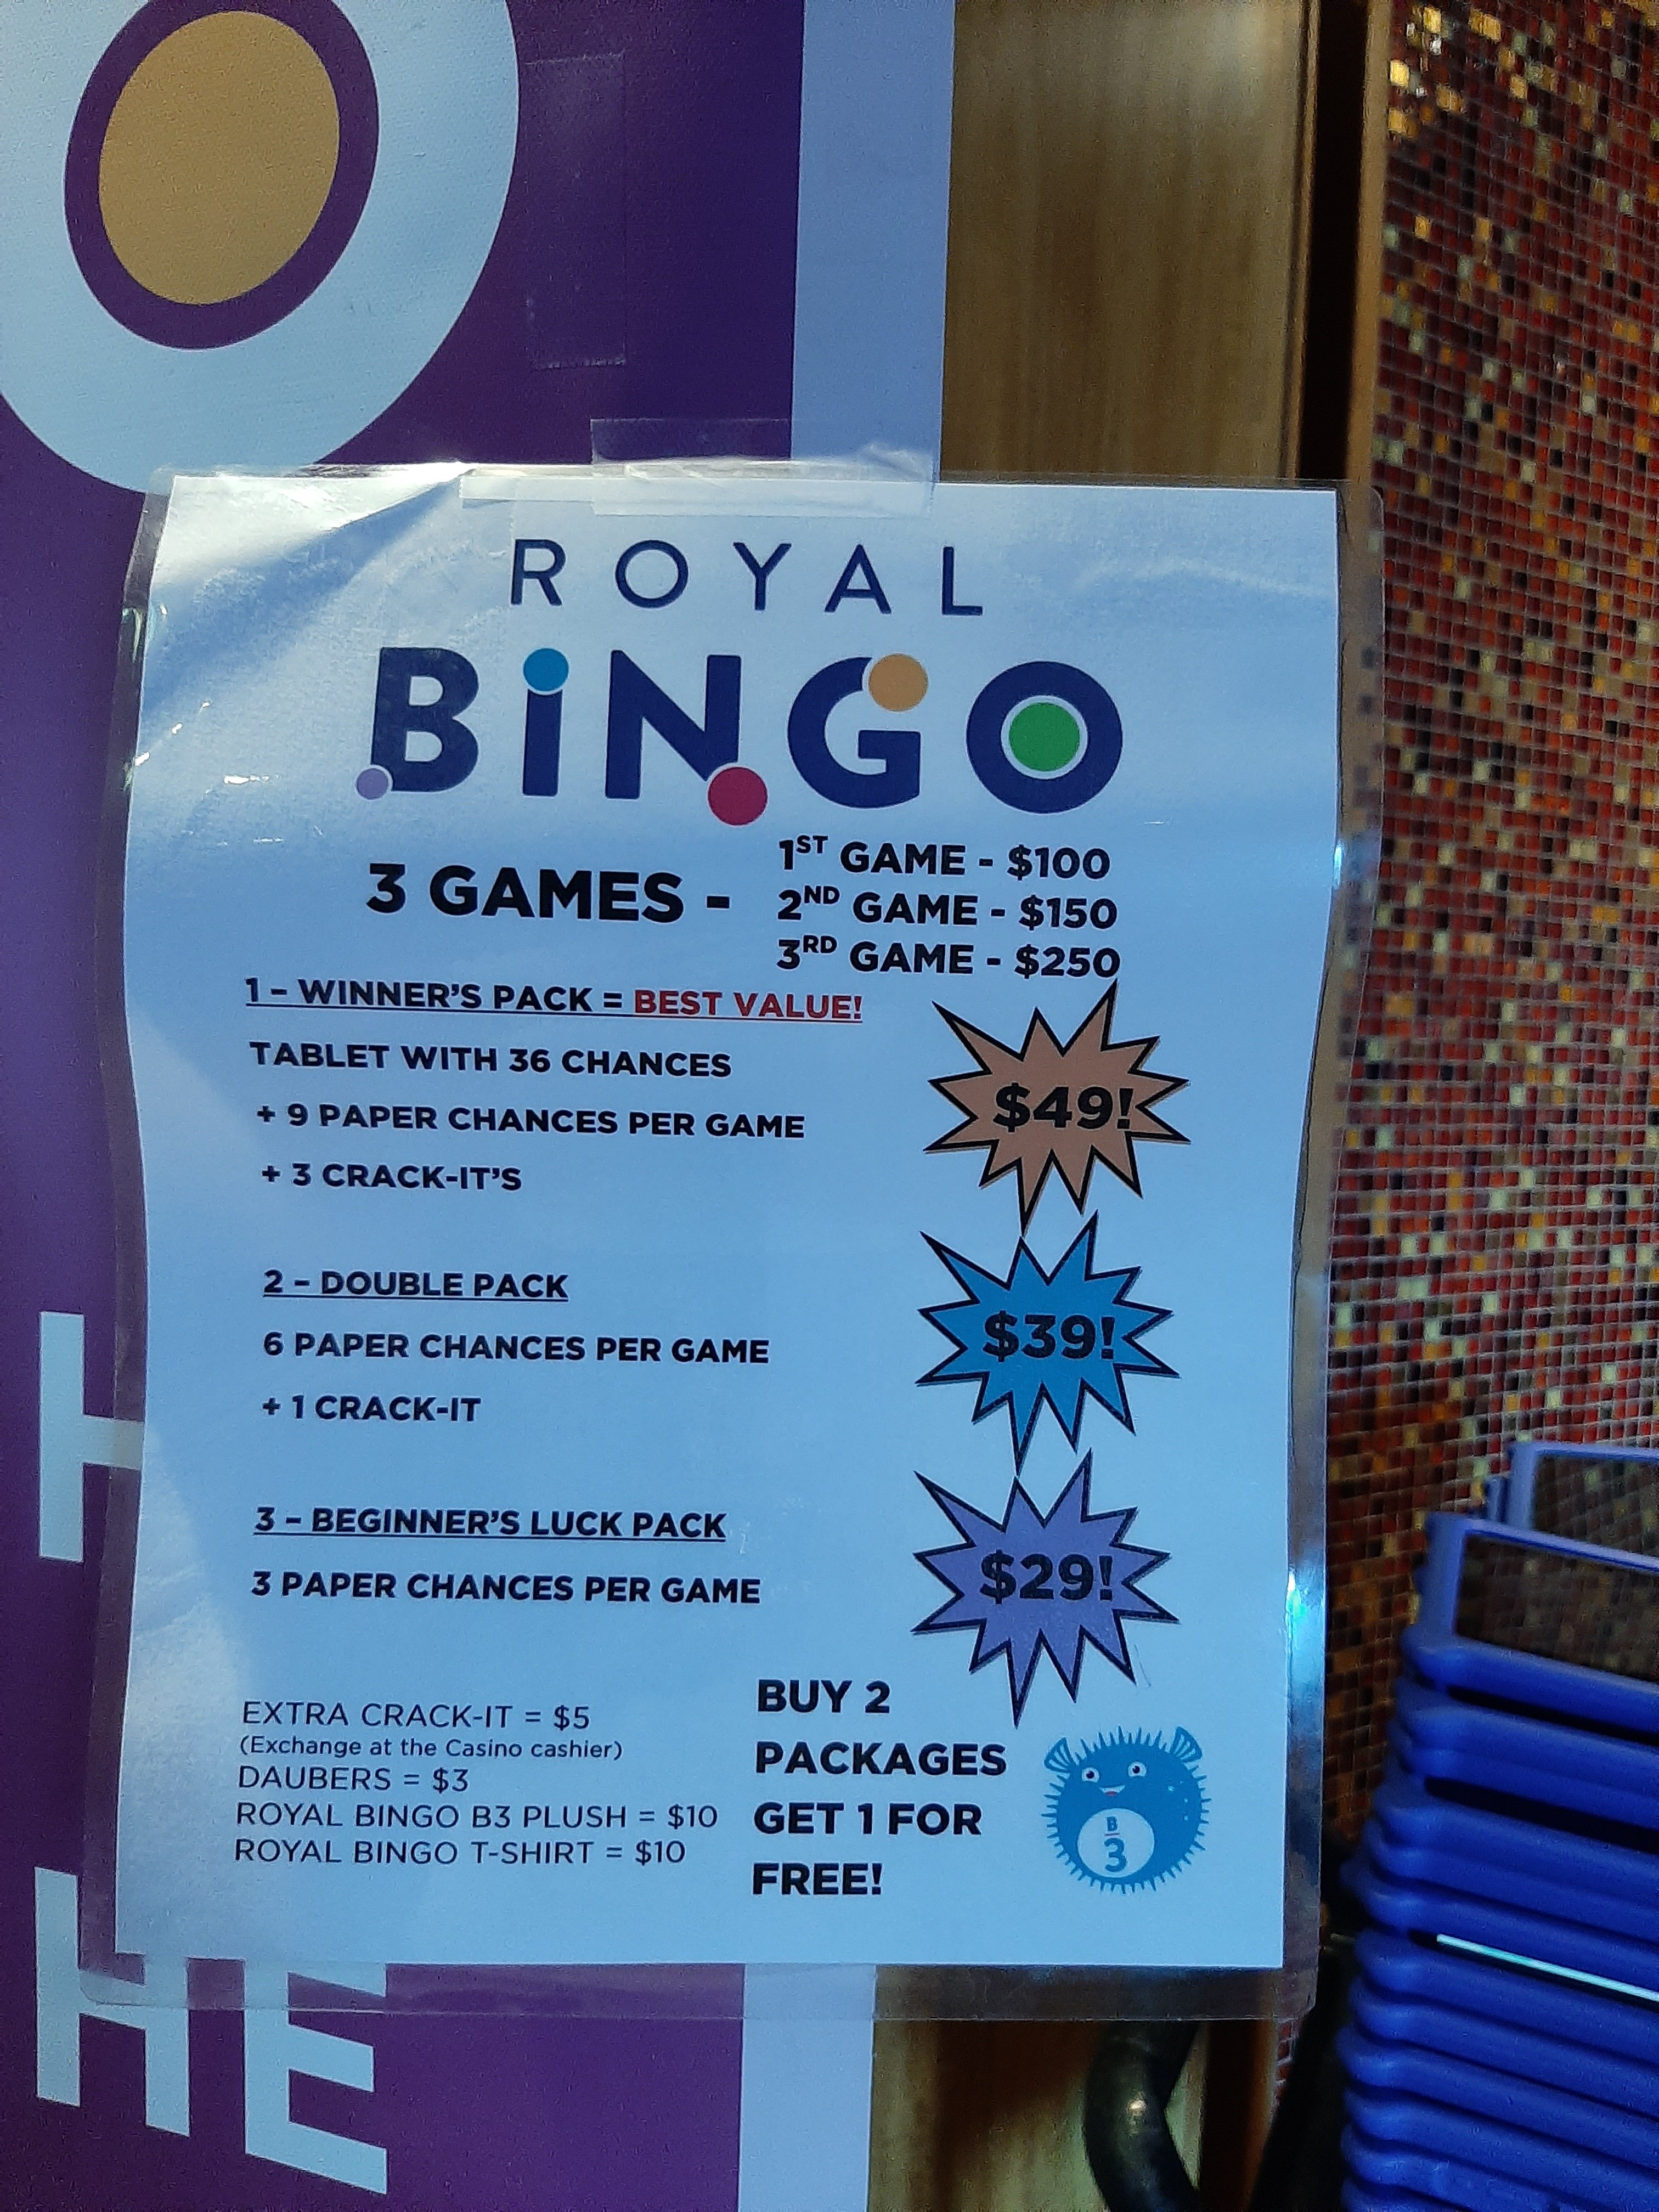 ROYAL
BINGO
3 GAMES -
1ST GAME - $100
2ND GAME - $150
3RD GAME - $250
1 – WINNER'S PACK = BEST VALUE!
TABLET WITH 36 CHANCES
+ 9 PAPER CHANCES PER GAME
+ 3 CRACK-IT'S
$49!
2 – DOUBLE PACK
6 PAPER CHANCES PER GAME
+ 1 CRACK-IT
$39!
3 – BEGINNER'S LUCK PACK
3 PAPER CHANCES PER GAME
$29!
EXTRA CRACK-IT = $5
(Exchange at the Casino cashier)
DAUBERS = $3
ROYAL BINGO B3 PLUSH = $10
ROYAL BINGO T-SHIRT = $10
BUY 2
PACKAGES
GET 1 FOR
FREE!
B
3
HE